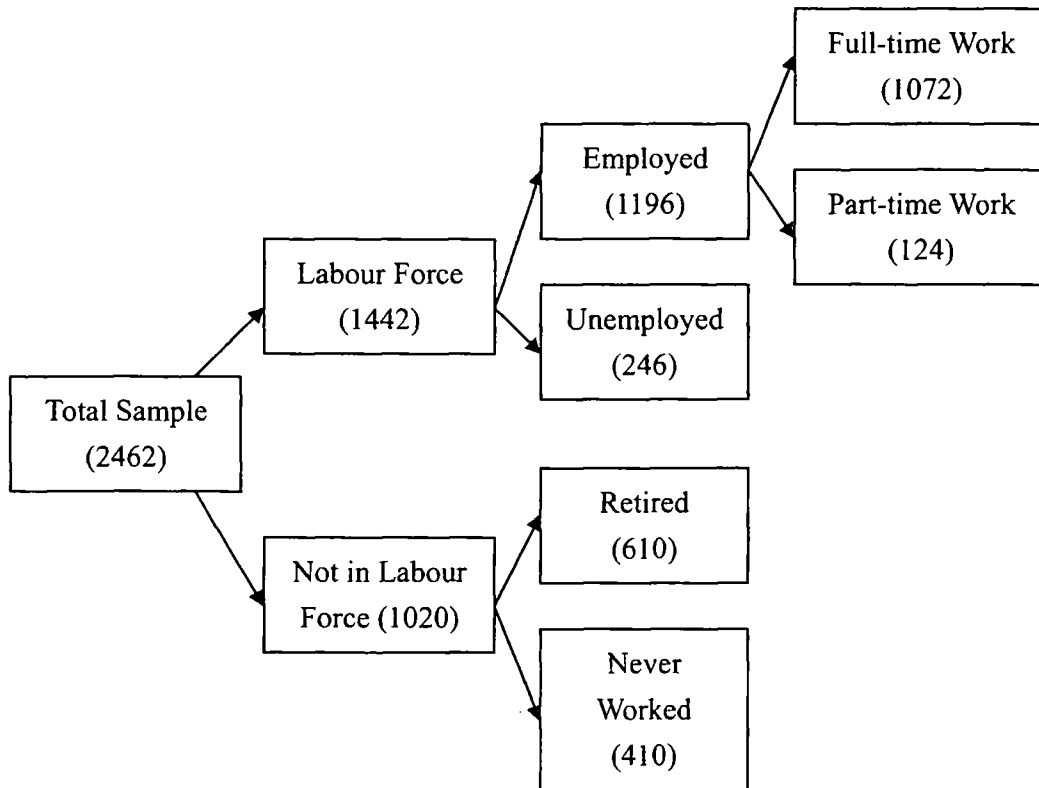 Total Sample
(2462)
Labour Force
(1442)
Not in Labour
Force (1020)
Employed
(1196)
Unemployed
(246)
Retired
(610)
Never
Worked
(410)
Full-time Work
(1072)
Part-time Work
(124)